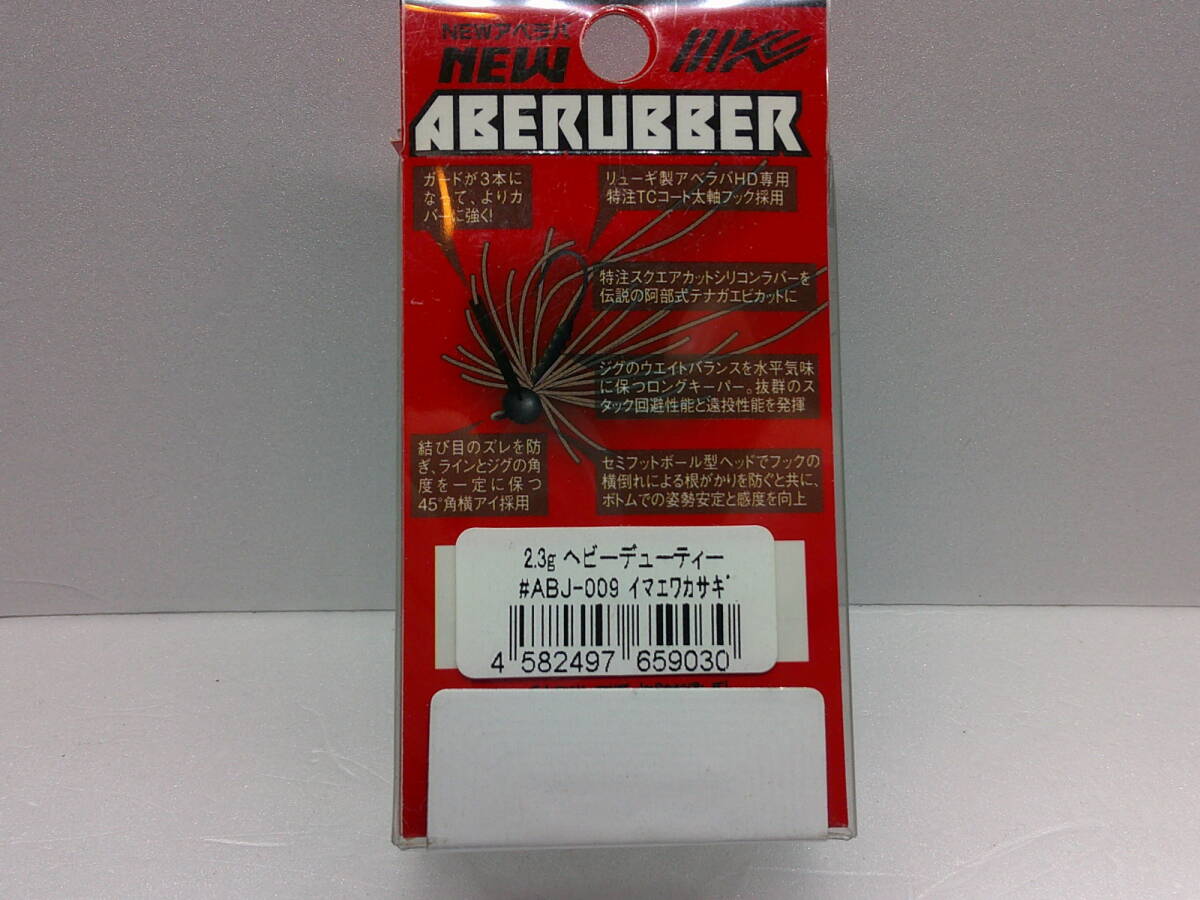 NEWアベラバ
NEW
IIIKC
ABERUBBER
ガードが3本に
なって、よりカ
バーに強く!
リューギ製アベラバHD専用
特注TCコート太軸フック採用
特注スクエアカットシリコンラバーを
伝説の阿部式テナガエビカットに
ジグのウエイトバランスを水平気味
に保つロングキーパー。抜群のス
タック回避性能と遠投性能を発揮
結び目のズレを防
ぎ、ラインとジグの角
度を一定に保つ
45°角横アイ採用
セミフットボール型ヘッドでフックの
横倒れによる根がかりを防ぐと共に、
ボトムでの姿勢安定と感度を向上
2.3g ヘビーデューティー
#ABJ-009 イマエワカサギ
4 582497 659030